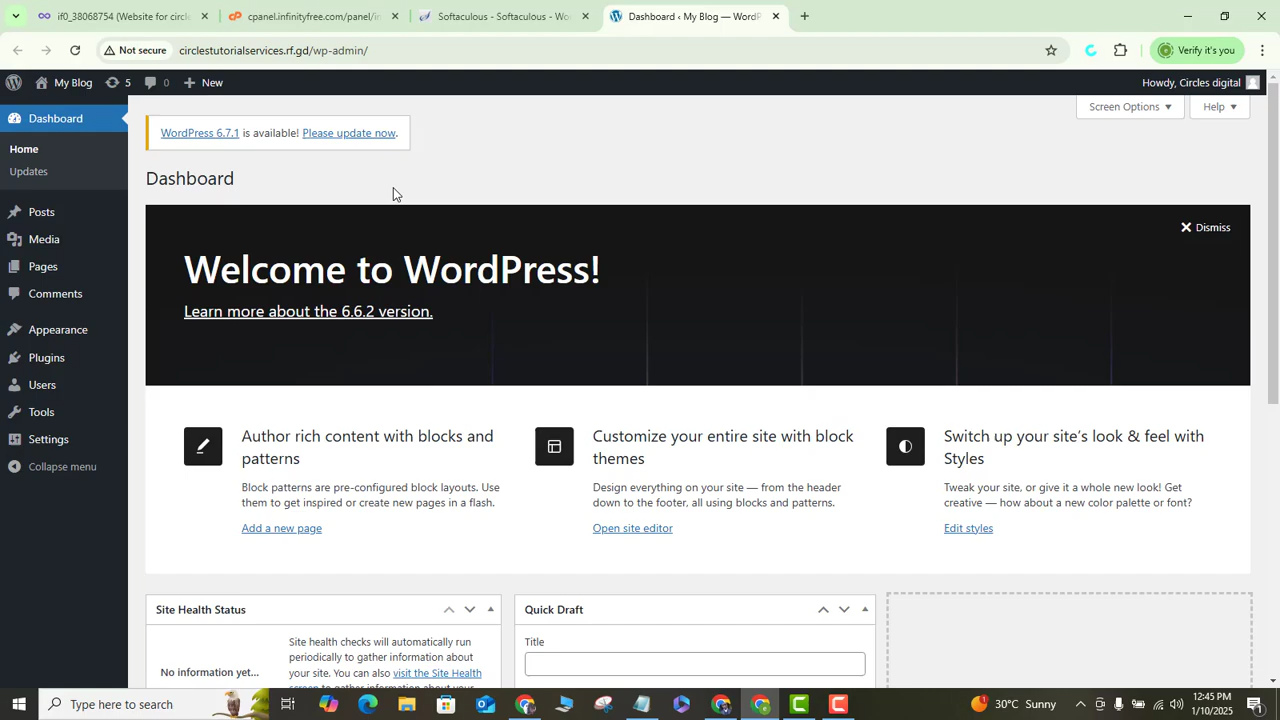 if0_38068754 (Website for circle
cpanel.infinityfree.com/panel/in
Softaculous - Softaculous - Wo
Dashboard ‹ My Blog — WordP
Not secure
circlestutorialservices.rf.gd/wp-admin/
Verify it's you
My Blog
5
0
New
Howdy, Circles digital
Dashboard
Home
Updates
Posts
Media
Pages
Comments
Appearance
Plugins
Users
Tools
Settings
Collapse menu
Screen Options
Help
WordPress 6.7.1 is available! Please update now.
Dashboard
Dismiss
Welcome to WordPress!
Learn more about the 6.6.2 version.
Author rich content with blocks and
patterns
Block patterns are pre-configured block layouts. Use
them to get inspired or create new pages in a flash.
Add a new page
Customize your entire site with block
themes
Design everything on your site — from the header
down to the footer, all using blocks and patterns.
Open site editor
Switch up your site's look & feel with
Styles
Tweak your site, or give it a whole new look! Get
creative — how about a new color palette or font?
Edit styles
Site Health Status
No information yet...
Site health checks will automatically run
periodically to gather information about
your site. You can also visit the Site Health
screen to gather information about your
Quick Draft
Title
Type here to search
1
30°C Sunny
12:45 PM
1/10/2025